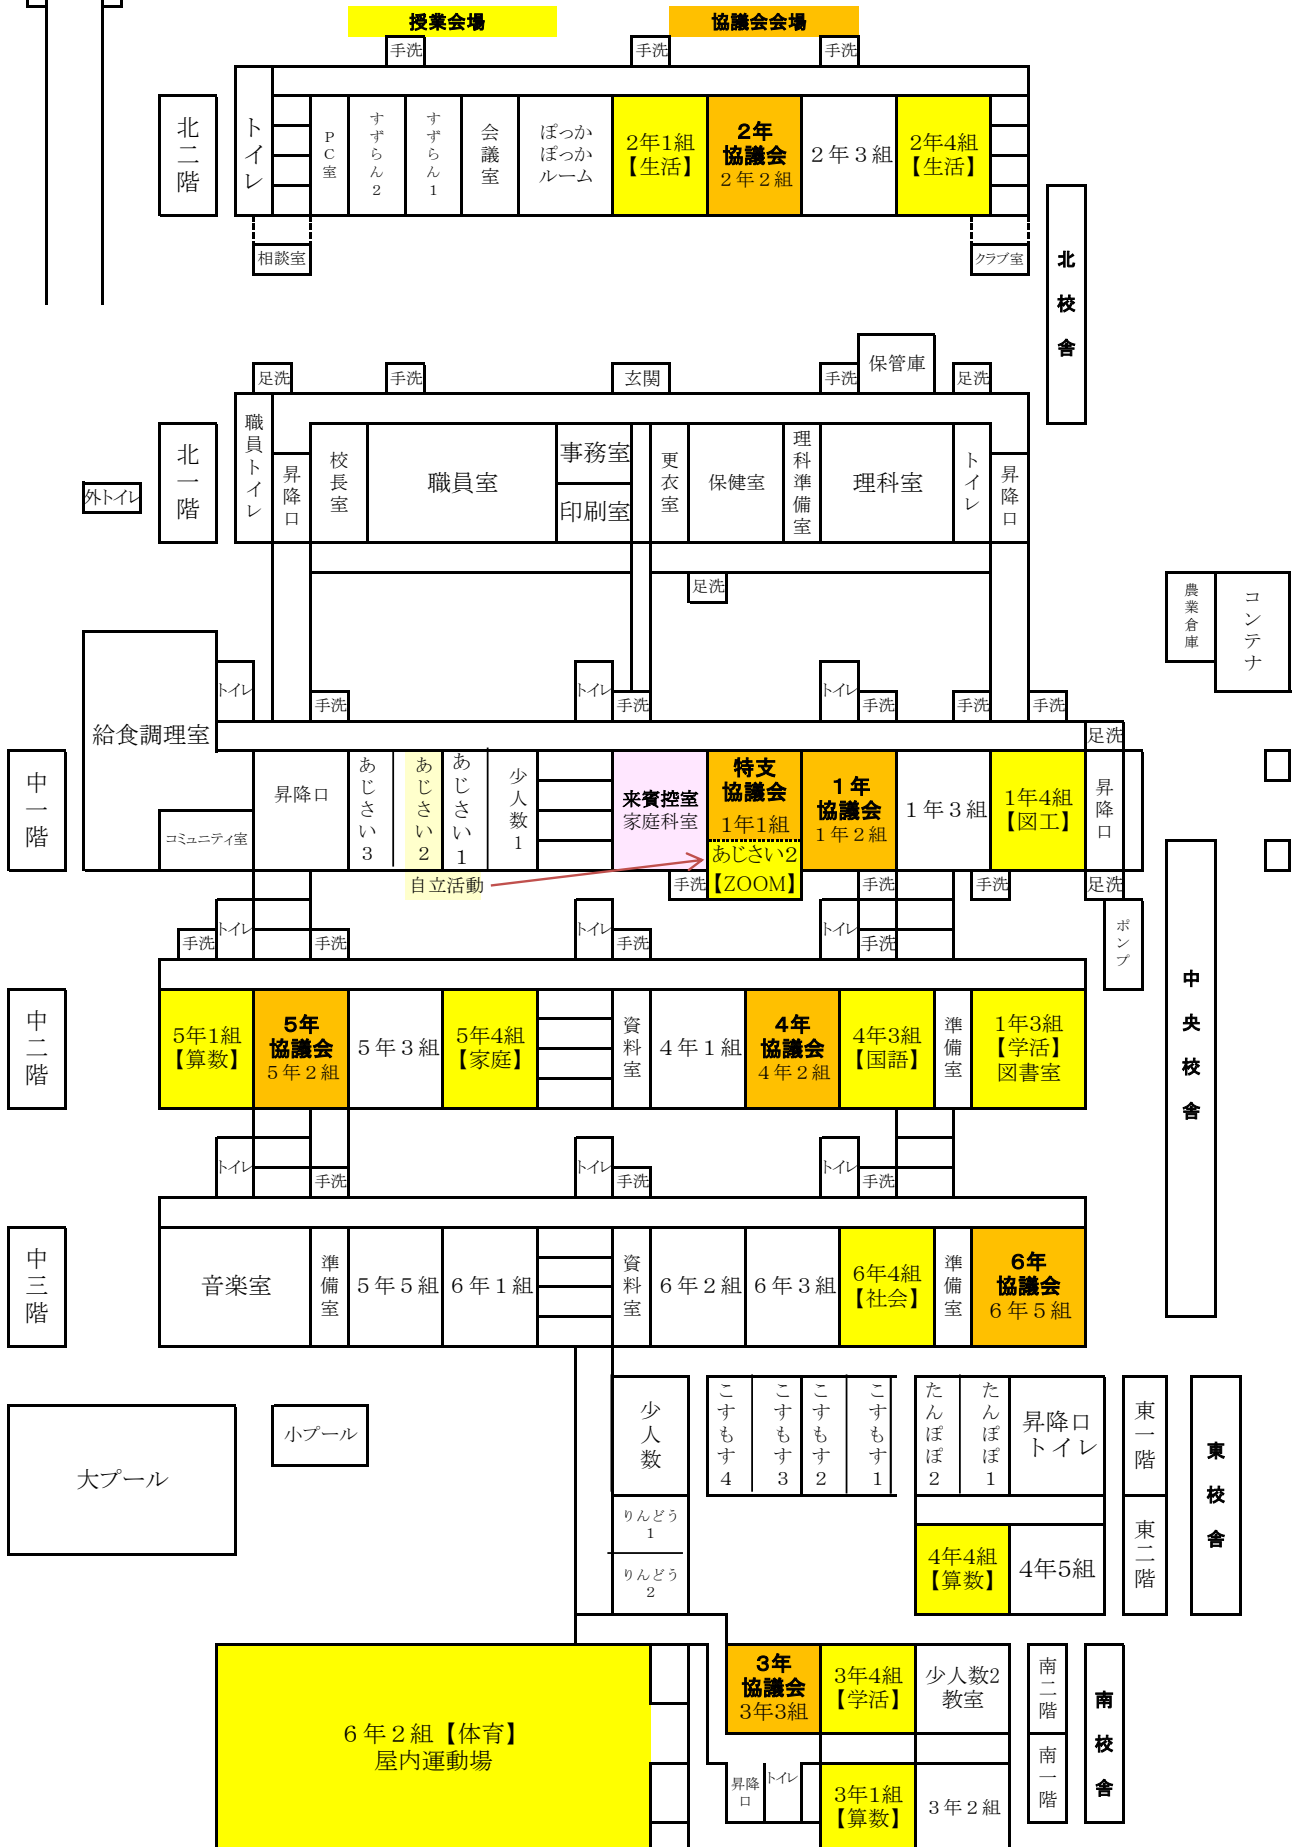 授業会場
協議会会場
手洗
手洗
手洗
北二階
トイレ
PC室
すずらん2
すずらん1
会議室
ぽっか
ぽっか
ルーム
2年1組
【生活】
2年
協議会
2年2組
2年3組
2年4組
【生活】
相談室
クラブ室
北校舎
足洗
手洗
玄関
手洗
保管庫
足洗
外トイレ
北一階
職員トイレ
昇降口
校長室
職員室
事務室
印刷室
更衣室
保健室
理科準備室
理科室
トイレ
昇降口
足洗
農業倉庫
コンテナ
給食調理室
トイレ
手洗
トイレ
手洗
トイレ
手洗
手洗
手洗
足洗
中一階
コミュニティ室
昇降口
あじさい3
あじさい2
あじさい1
少人数1
来賓控室
家庭科室
特支
協議会
1年1組
あじさい2
【ZOOM】
1年
協議会
1年2組
1年3組
1年4組
【図工】
昇降口
自立活動
手洗
手洗
手洗
足洗
ポンプ
中央校舎
手洗
トイレ
手洗
トイレ
手洗
トイレ
手洗
中二階
5年1組
【算数】
5年
協議会
5年2組
5年3組
5年4組
【家庭】
資料室
4年1組
4年
協議会
4年2組
4年3組
【国語】
準備室
1年3組
【学活】
図書室
トイレ
手洗
トイレ
手洗
トイレ
手洗
中三階
音楽室
準備室
5年5組
6年1組
資料室
6年2組
6年3組
6年4組
【社会】
準備室
6年
協議会
6年5組
大プール
小プール
少人数
こすもす4
こすもす3
こすもす2
こすもす1
たんぽぽ2
たんぽぽ1
昇降口
トイレ
東一階
東校舎
りんどう
1
りんどう
2
4年4組
【算数】
4年5組
東二階
6年2組【体育】
屋内運動場
3年
協議会
3年3組
3年4組
【学活】
少人数2
教室
南二階
南校舎
昇降
口
トイレ
3年1組
【算数】
3年2組
南一階